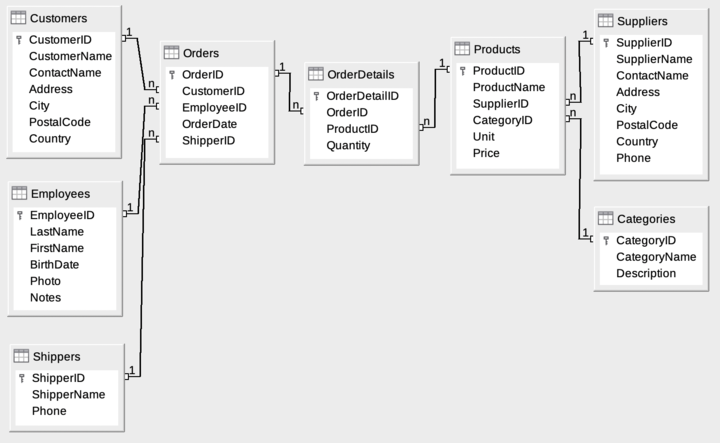 Customers
CustomerID
CustomerName
ContactName
Address
City
PostalCode
Country
1
n
n
n
Orders
OrderID
CustomerID
EmployeeID
OrderDate
ShipperID
1
n
OrderDetails
OrderDetailID
OrderID
ProductID
Quantity
n
1
Products
ProductID
ProductName
SupplierID
CategoryID
Unit
Price
n
n
1
Suppliers
SupplierID
SupplierName
ContactName
Address
City
PostalCode
Country
Phone
Employees
EmployeeID
LastName
FirstName
BirthDate
Photo
Notes
1
1
Categories
CategoryID
CategoryName
Description
Shippers
ShipperID
ShipperName
Phone
1